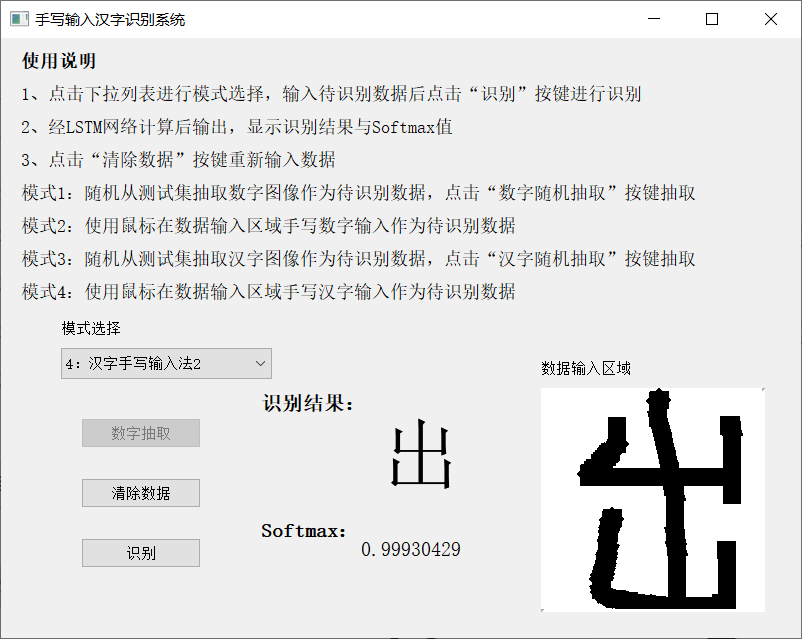 手写输入汉字识别系统
使用说明
1、点击下拉列表进行模式选择，输入待识别数据后点击“识别”按键进行识别
2、经LSTM网络计算后输出，显示识别结果与Softmax值
3、点击“清除数据”按键重新输入数据
模式1：随机从测试集抽取数字图像作为待识别数据，点击“数字随机抽取”按键抽取
模式2：使用鼠标在数据输入区域手写数字输入作为待识别数据
模式3：随机从测试集抽取汉字图像作为待识别数据，点击“汉字随机抽取”按键抽取
模式4：使用鼠标在数据输入区域手写汉字输入作为待识别数据
模式选择
4：汉字手写输入法2
数字抽取
清除数据
识别
识别结果：
出
Softmax：
0.99930429
数据输入区域
出